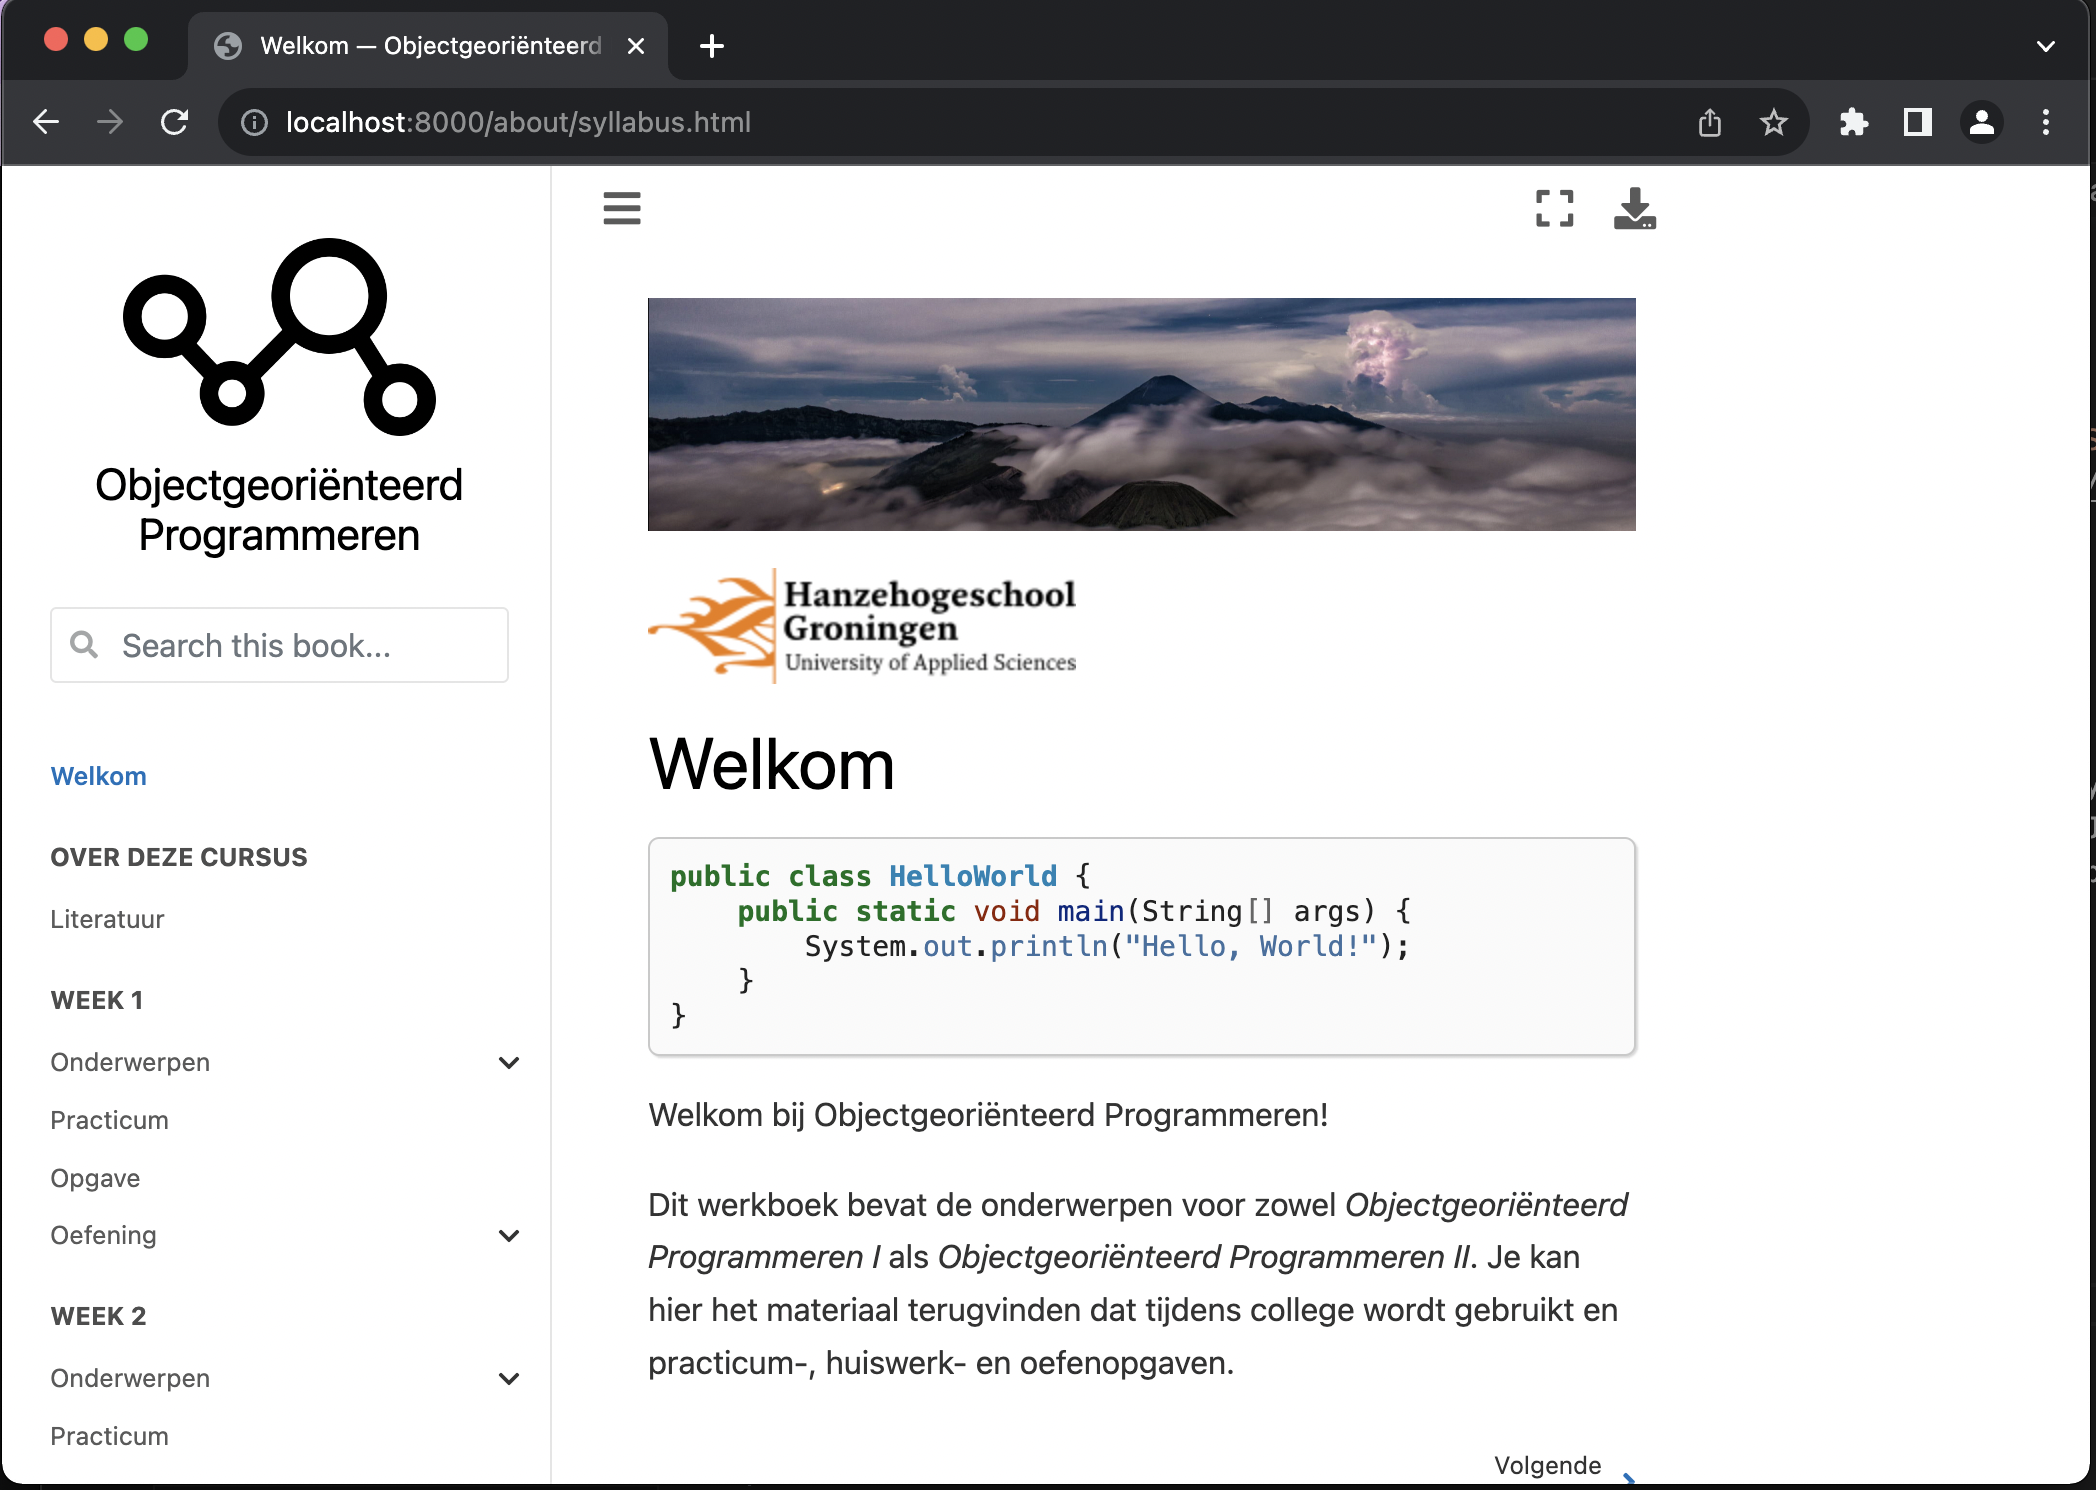 Welkom — Objectgeoriënteerd
localhost:8000/about/syllabus.html
Objectgeoriënteerd
Programmeren
Search this book...
Welkom
OVER DEZE CURSUS
Literatuur
WEEK 1
Onderwerpen
Practicum
Opgave
Oefening
WEEK 2
Onderwerpen
Practicum
Hanzehogeschool
Groningen
University of Applied Sciences
Welkom
public class HelloWorld {
    public static void main(String[] args) {
        System.out.println("Hello, World!");
    }
}
Welkom bij Objectgeoriënteerd Programmeren!
Dit werkboek bevat de onderwerpen voor zowel Objectgeoriënteerd
Programmeren I als Objectgeoriënteerd Programmeren II. Je kan
hier het materiaal terugvinden dat tijdens college wordt gebruikt en
practicum-, huiswerk- en oefenopgaven.
Volgende